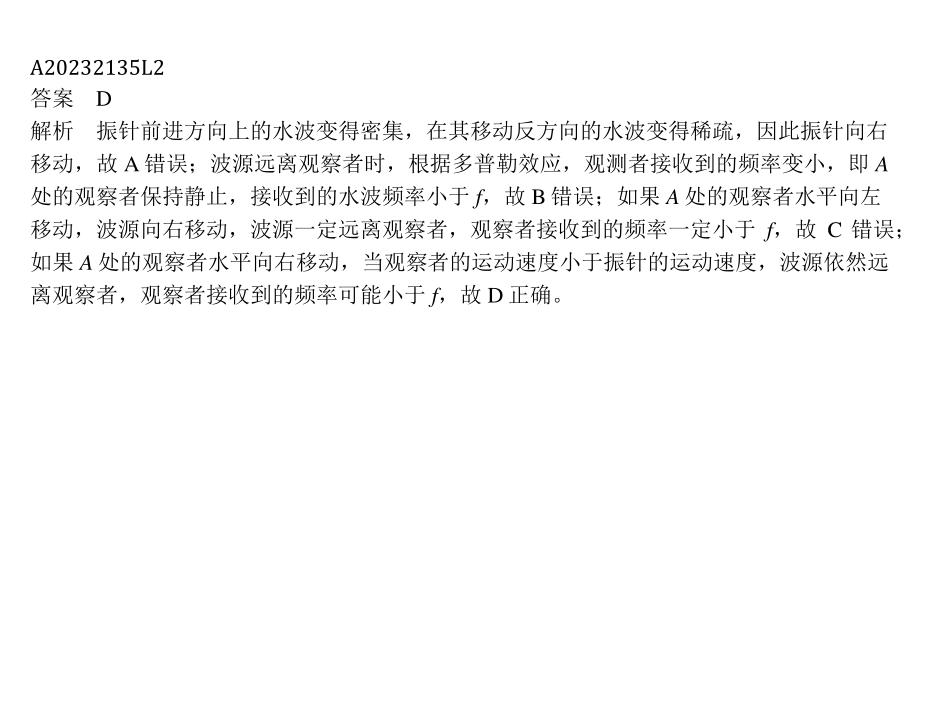 A20232135L2
答案 D
解析 振针前进方向上的水波变得密集，在其移动反方向的水波变得稀疏，因此振针向右
移动，故 A 错误；波源远离观察者时，根据多普勒效应，观测者接收到的频率变小，即 A
处的观察者保持静止，接收到的水波频率小于 f，故 B 错误；如果 A 处的观察者水平向左
移动，波源向右移动，波源一定远离观察者，观察者接收到的频率一定小于 f，故 C 错误；
如果 A 处的观察者水平向右移动，当观察者的运动速度小于振针的运动速度，波源依然远
离观察者，观察者接收到的频率可能小于 f，故 D 正确。